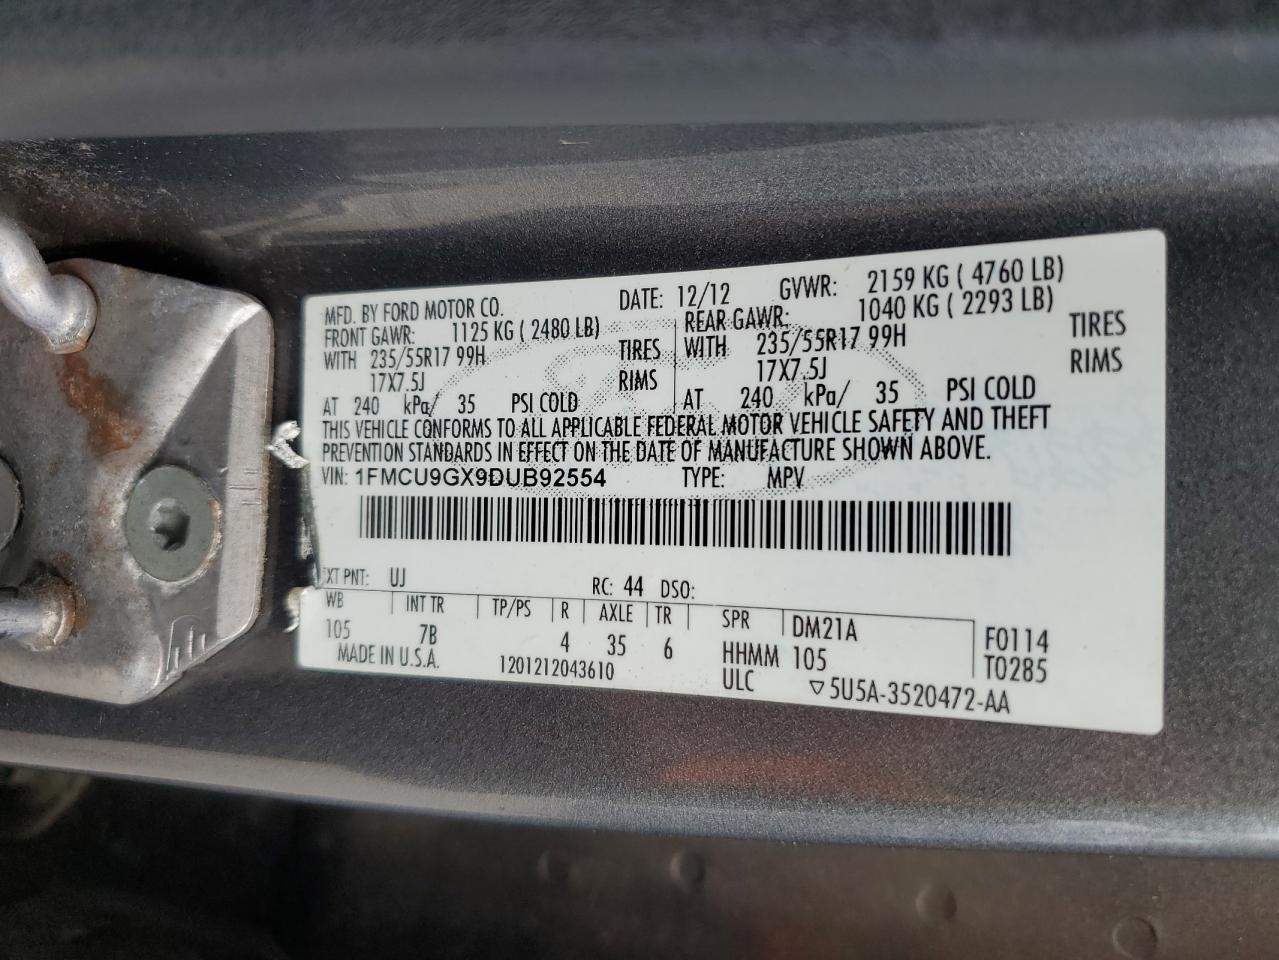 MFD. BY FORD MOTOR CO. DATE: 12/12 GVWR: 2159 KG ( 4760 LB)
FRONT GAWR: 1125 KG ( 2480 LB) REAR GAWR: 1040 KG ( 2293 LB)
WITH 235/55R17 99H TIRES WITH 235/55R17 99H TIRES
17X7.5J RIMS 17X7.5J RIMS
AT 240 kPa/ 35 PSI COLD AT 240 kPa/ 35 PSI COLD
THIS VEHICLE CONFORMS TO ALL APPLICABLE FEDERAL MOTOR VEHICLE SAFETY AND THEFT
PREVENTION STANDARDS IN EFFECT ON THE DATE OF MANUFACTURE SHOWN ABOVE.
VIN: 1FMCU9GX9DUB92554 TYPE: MPV
XT PNT: UJ RC: 44 DSO:
WB INT TR TP/PS R AXLE TR SPR DM21A F0114
105 7B 4 35 6 HHMM 105 T0285
MADE IN U.S.A. 1201212043610 ULC ▽5U5A-3520472-AA